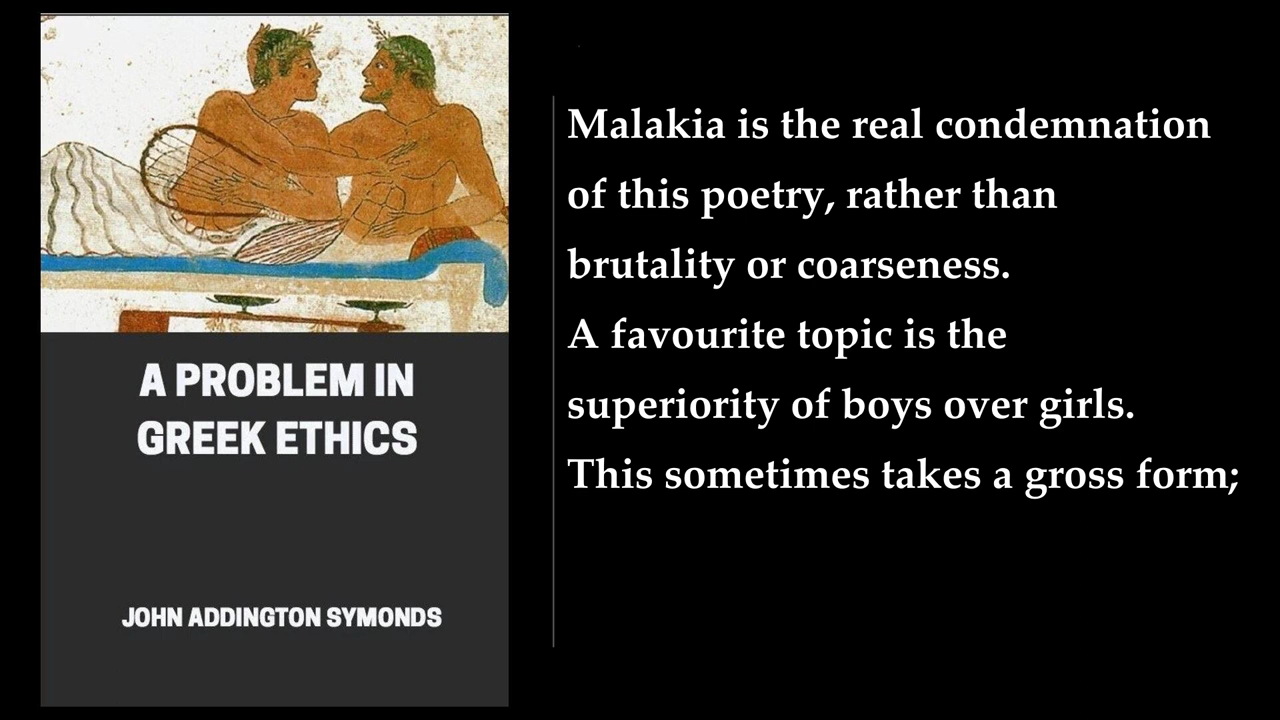 A PROBLEM IN
GREEK ETHICS
JOHN ADDINGTON SYMONDS
Malakia is the real condemnation
of this poetry, rather than
brutality or coarseness.
A favourite topic is the
superiority of boys over girls.
This sometimes takes a gross form;